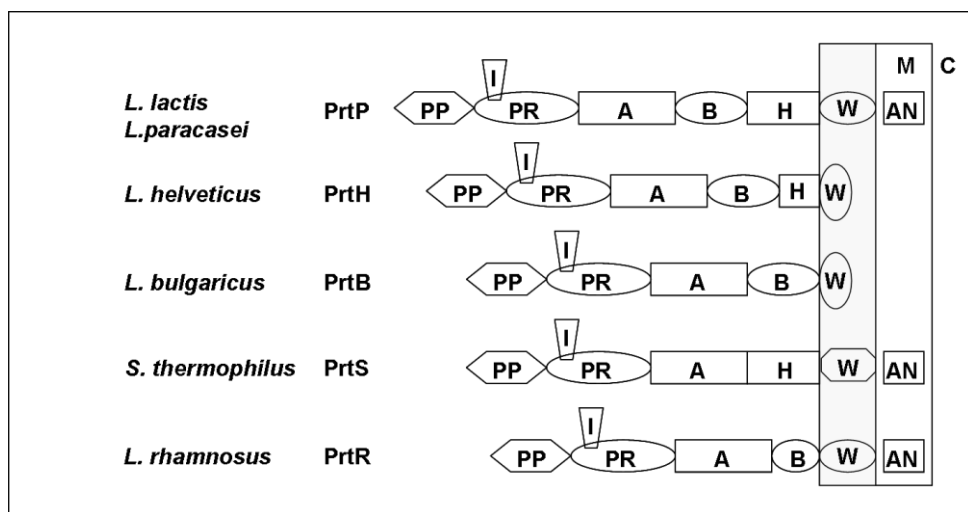 M C
I
L. lactis PrtP PP PR A B H W AN
L.paracasei
I
L. helveticus PrtH PP PR A B H W
I
L. bulgaricus PrtB PP PR A B W
I
S. thermophilus PrtS PP PR A H W AN
I
L. rhamnosus PrtR PP PR A B W AN